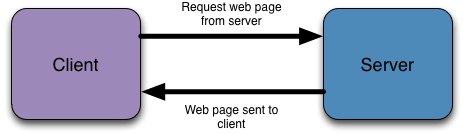 Request web page
from server
Client
Server
Web page sent to
client